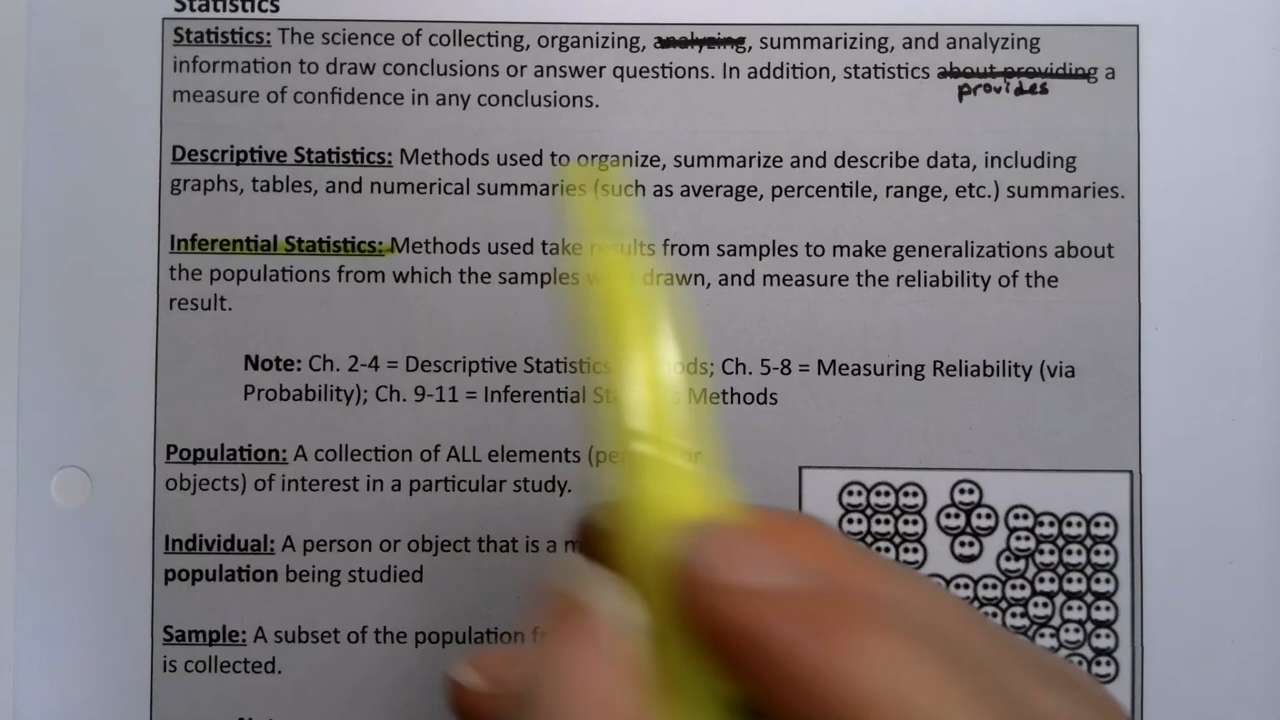 Statistics
Statistics: The science of collecting, organizing, analyzing, summarizing, and analyzing
information to draw conclusions or answer questions. In addition, statistics about providing a
provides
measure of confidence in any conclusions.
Descriptive Statistics: Methods used to organize, summarize and describe data, including
graphs, tables, and numerical summaries (such as average, percentile, range, etc.) summaries.
Inferential Statistics: Methods used take results from samples to make generalizations about
the populations from which the samples drawn, and measure the reliability of the
result.
Note: Ch. 2-4 = Descriptive Statistics ; Ch. 5-8 = Measuring Reliability (via
Probability); Ch. 9-11 = Inferential Methods
Population: A collection of ALL elements
objects) of interest in a particular study.
Individual: A person or object that is a
population being studied
Sample: A subset of the population
is collected.